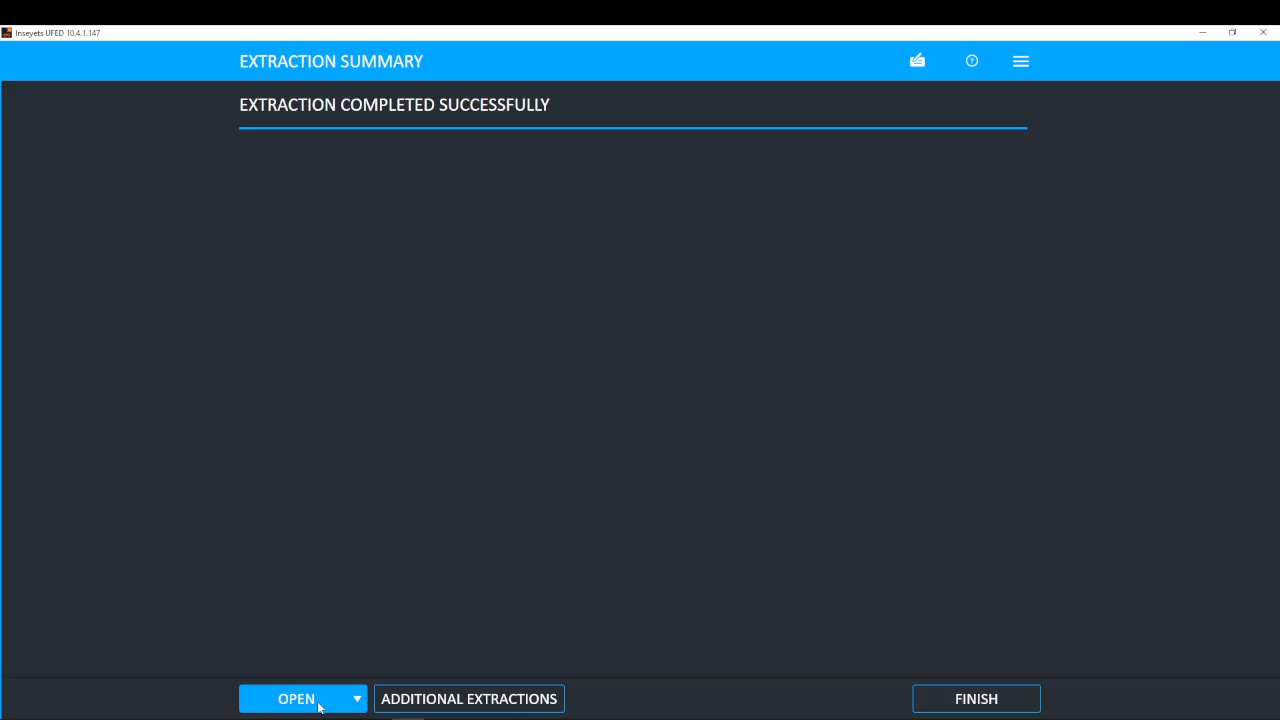 Inseyets UFED 10.4.1.147
EXTRACTION SUMMARY
EXTRACTION COMPLETED SUCCESSFULLY
OPEN
ADDITIONAL EXTRACTIONS
FINISH